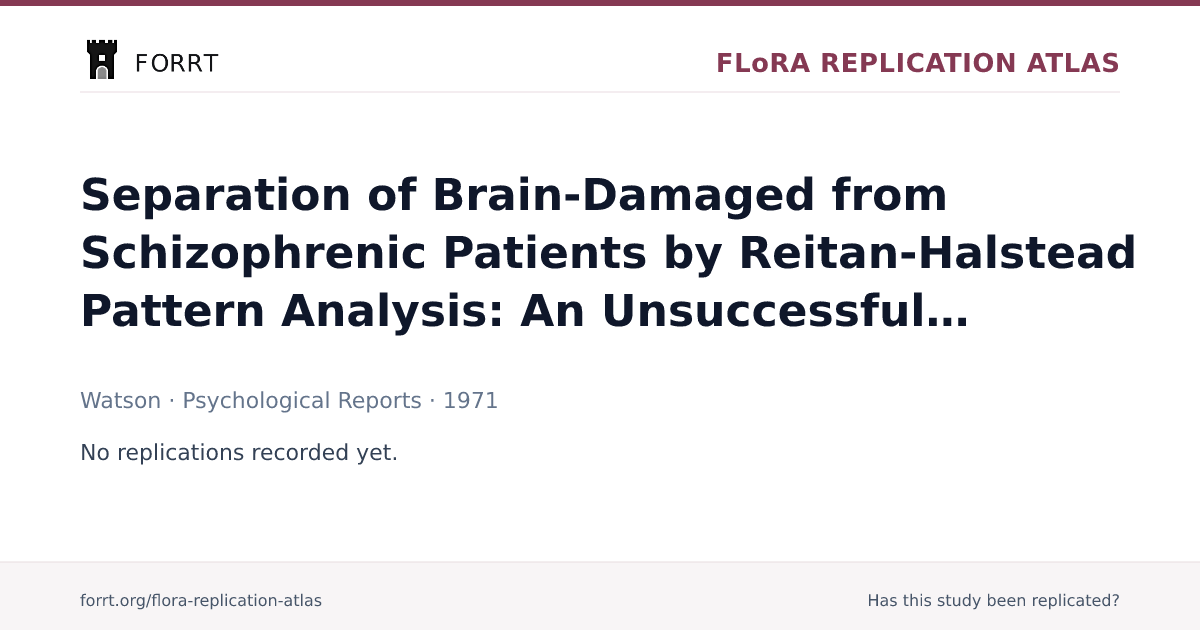 FORRT
FLoRA REPLICATION ATLAS
Separation of Brain-Damaged from
Schizophrenic Patients by Reitan-Halstead
Pattern Analysis: An Unsuccessful…
Watson · Psychological Reports · 1971
No replications recorded yet.
forrt.org/flora-replication-atlas
Has this study been replicated?